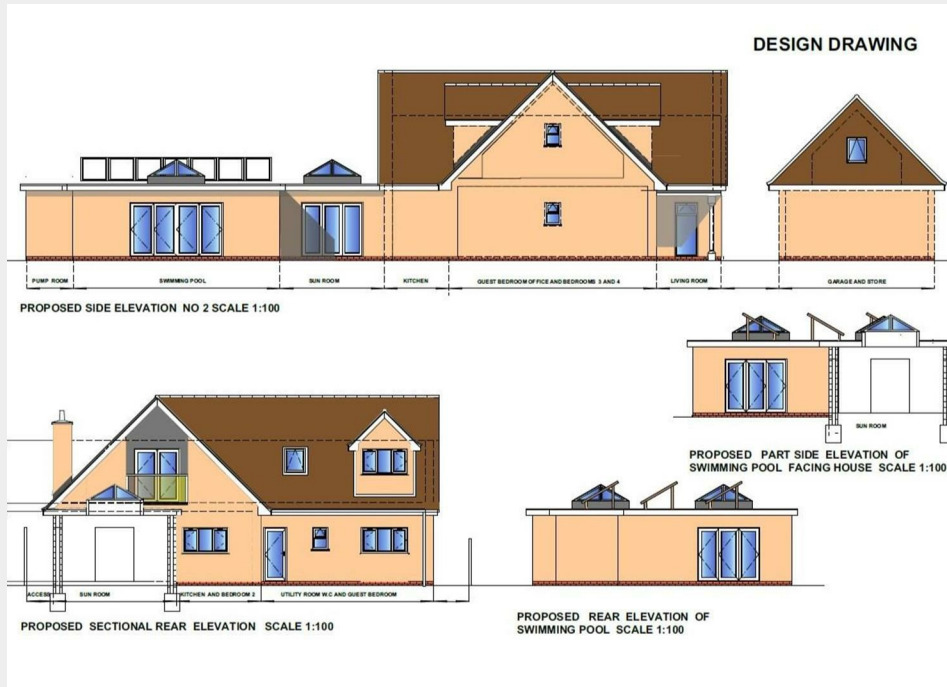 DESIGN DRAWING
PUMP ROOM
SWIMMING POOL
SUN ROOM
KITCHEN
GUEST BEDROOM OFFICE AND BEDROOMS 3 AND 4
LIVING ROOM
GARAGE AND STORE
PROPOSED SIDE ELEVATION NO 2 SCALE 1:100
SUN ROOM
PROPOSED PART SIDE ELEVATION OF
SWIMMING POOL FACING HOUSE SCALE 1:100
ACCESS
SUN ROOM
KITCHEN AND BEDROOM 2
UTILITY ROOM W.C AND GUEST BEDROOM
PROPOSED SECTIONAL REAR ELEVATION SCALE 1:100
PROPOSED REAR ELEVATION OF
SWIMMING POOL SCALE 1:100